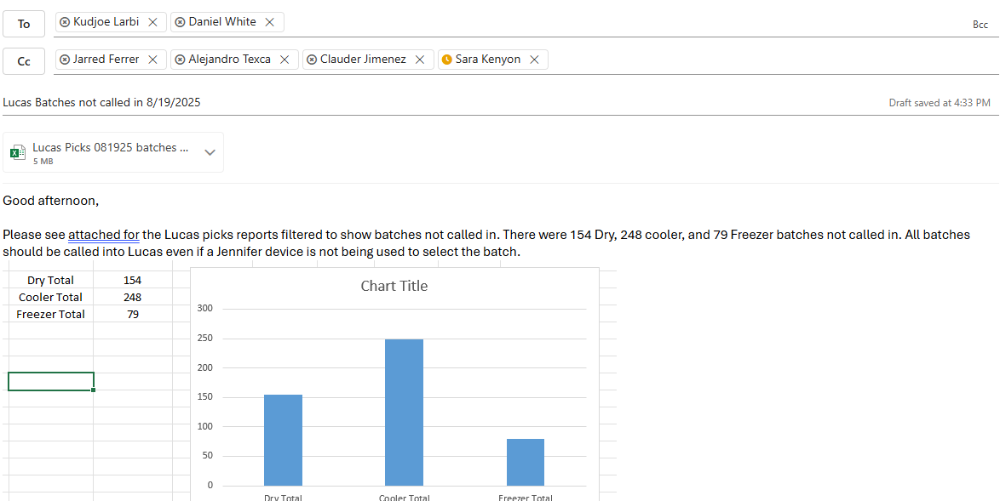 To
Kudjoe Larbi
Daniel White
Bcc
Cc
Jarred Ferrer
Alejandro Texca
Clauder Jimenez
Sara Kenyon
Lucas Batches not called in 8/19/2025
Draft saved at 4:33 PM
Lucas Picks 081925 batches ...
5 MB
Good afternoon,
Please see attached for the Lucas picks reports filtered to show batches not called in. There were 154 Dry, 248 cooler, and 79 Freezer batches not called in. All batches
should be called into Lucas even if a Jennifer device is not being used to select the batch.
Dry Total 154
Cooler Total 248
Freezer Total 79
Chart Title
300
250
200
150
100
50
0
Dry Total Cooler Total Freezer Total